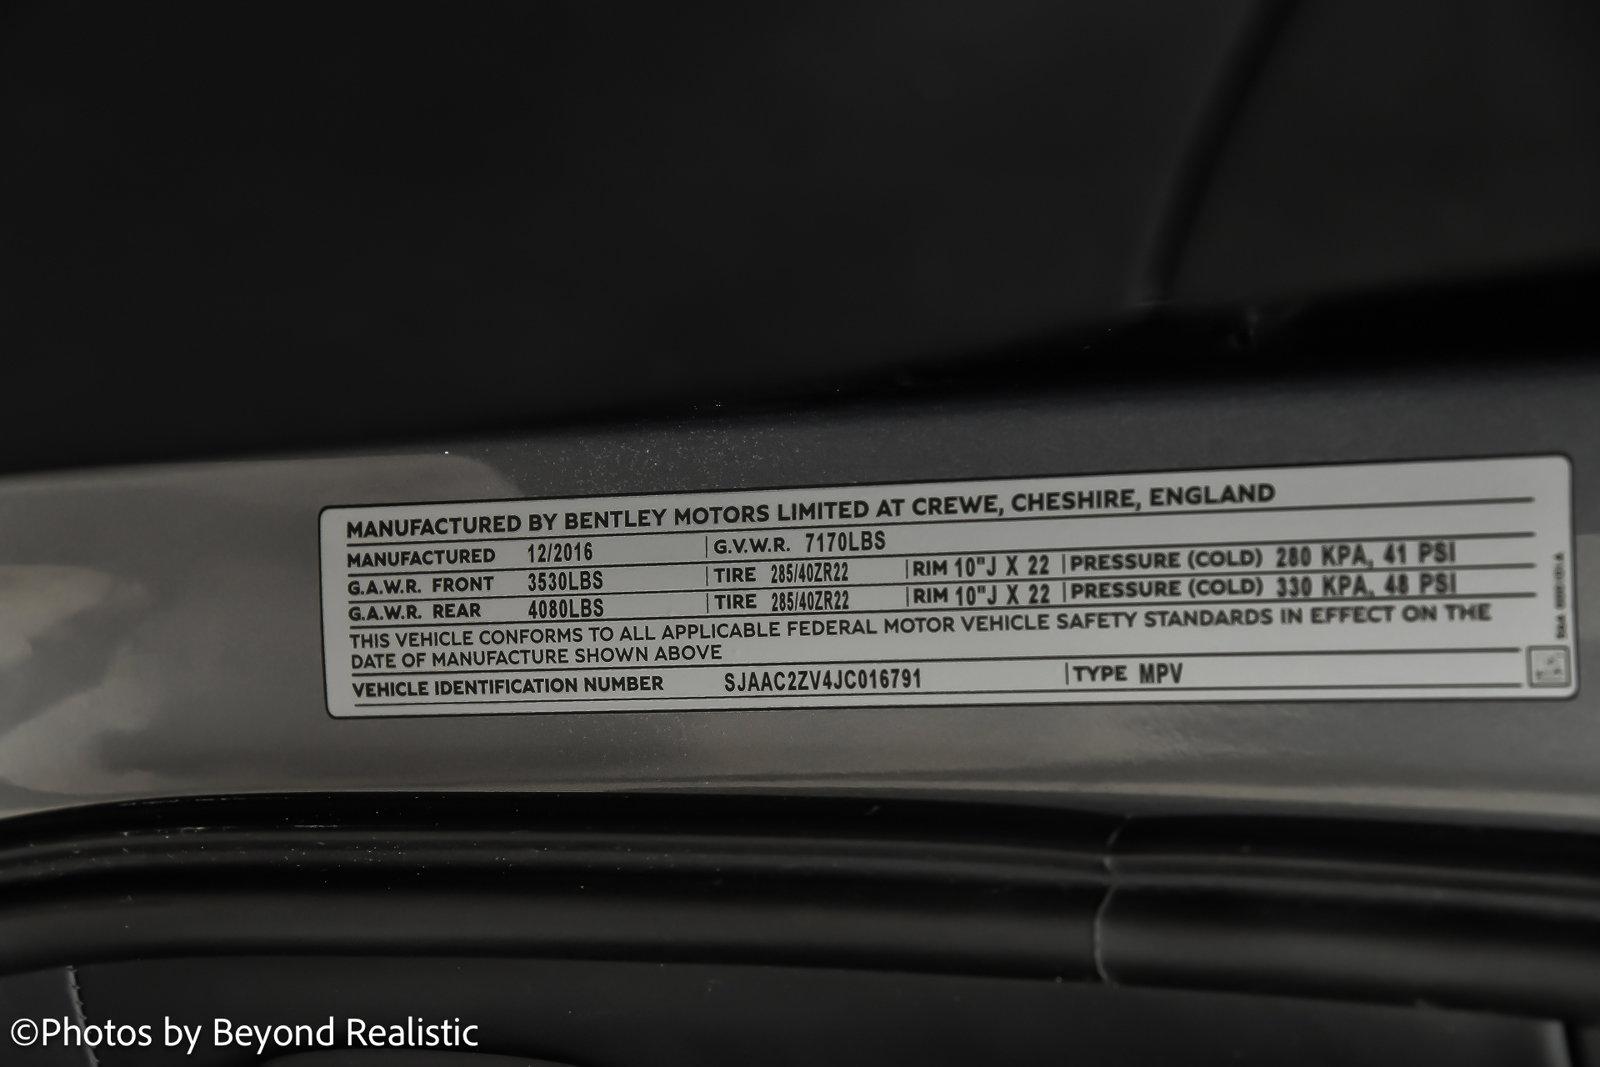 MANUFACTURED BY BENTLEY MOTORS LIMITED AT CREWE, CHESHIRE, ENGLAND
MANUFACTURED 12/2016 G.V.W.R. 7170LBS
G.A.W.R. FRONT 3530LBS TIRE 285/40ZR22 RIM 10"J X 22 PRESSURE (COLD) 280 KPA, 41 PSI
G.A.W.R. REAR 4080LBS TIRE 285/40ZR22 RIM 10"J X 22 PRESSURE (COLD) 330 KPA, 48 PSI
THIS VEHICLE CONFORMS TO ALL APPLICABLE FEDERAL MOTOR VEHICLE SAFETY STANDARDS IN EFFECT ON THE
DATE OF MANUFACTURE SHOWN ABOVE
VEHICLE IDENTIFICATION NUMBER SJAAC2ZV4JC016791 TYPE MPV
©Photos by Beyond Realistic